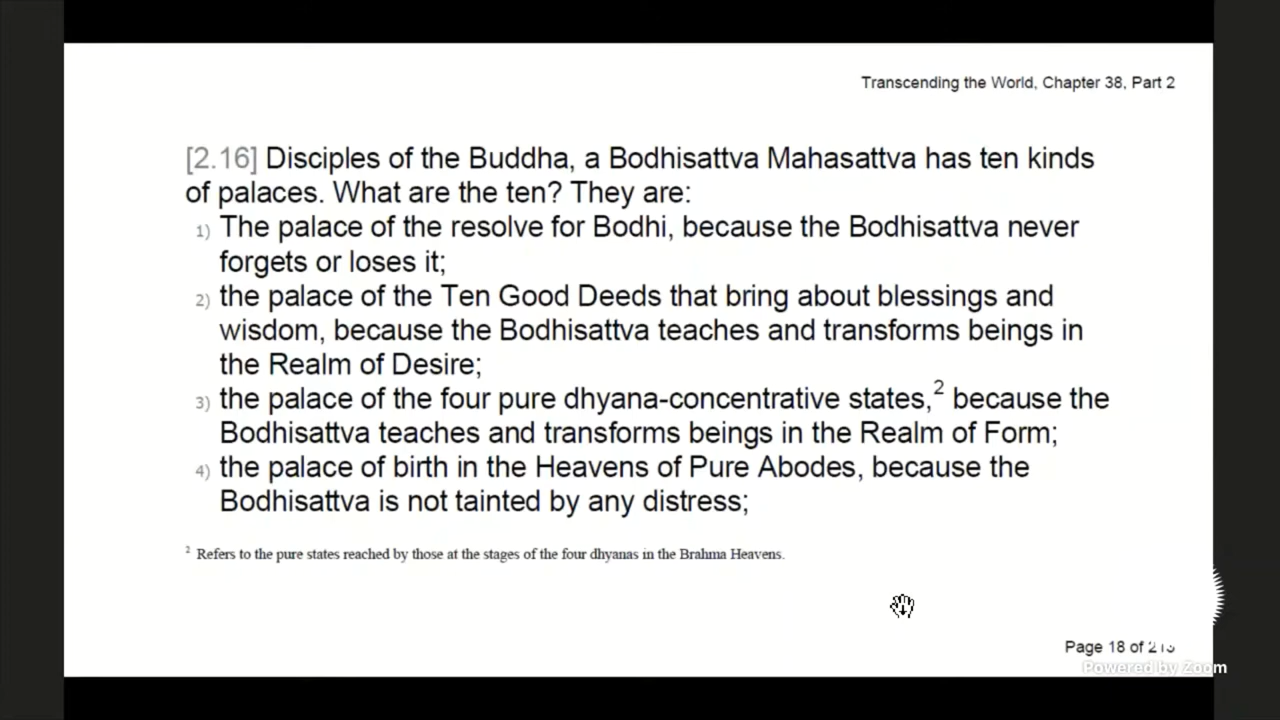 Transcending the World, Chapter 38, Part 2
[2.16] Disciples of the Buddha, a Bodhisattva Mahasattva has ten kinds
of palaces. What are the ten? They are:
1) The palace of the resolve for Bodhi, because the Bodhisattva never
forgets or loses it;
2) the palace of the Ten Good Deeds that bring about blessings and
wisdom, because the Bodhisattva teaches and transforms beings in
the Realm of Desire;
3) the palace of the four pure dhyana-concentrative states,2 because the
Bodhisattva teaches and transforms beings in the Realm of Form;
4) the palace of birth in the Heavens of Pure Abodes, because the
Bodhisattva is not tainted by any distress;
2 Refers to the pure states reached by those at the stages of the four dhyanas in the Brahma Heavens.
Page 18 of
Powered by Zoom